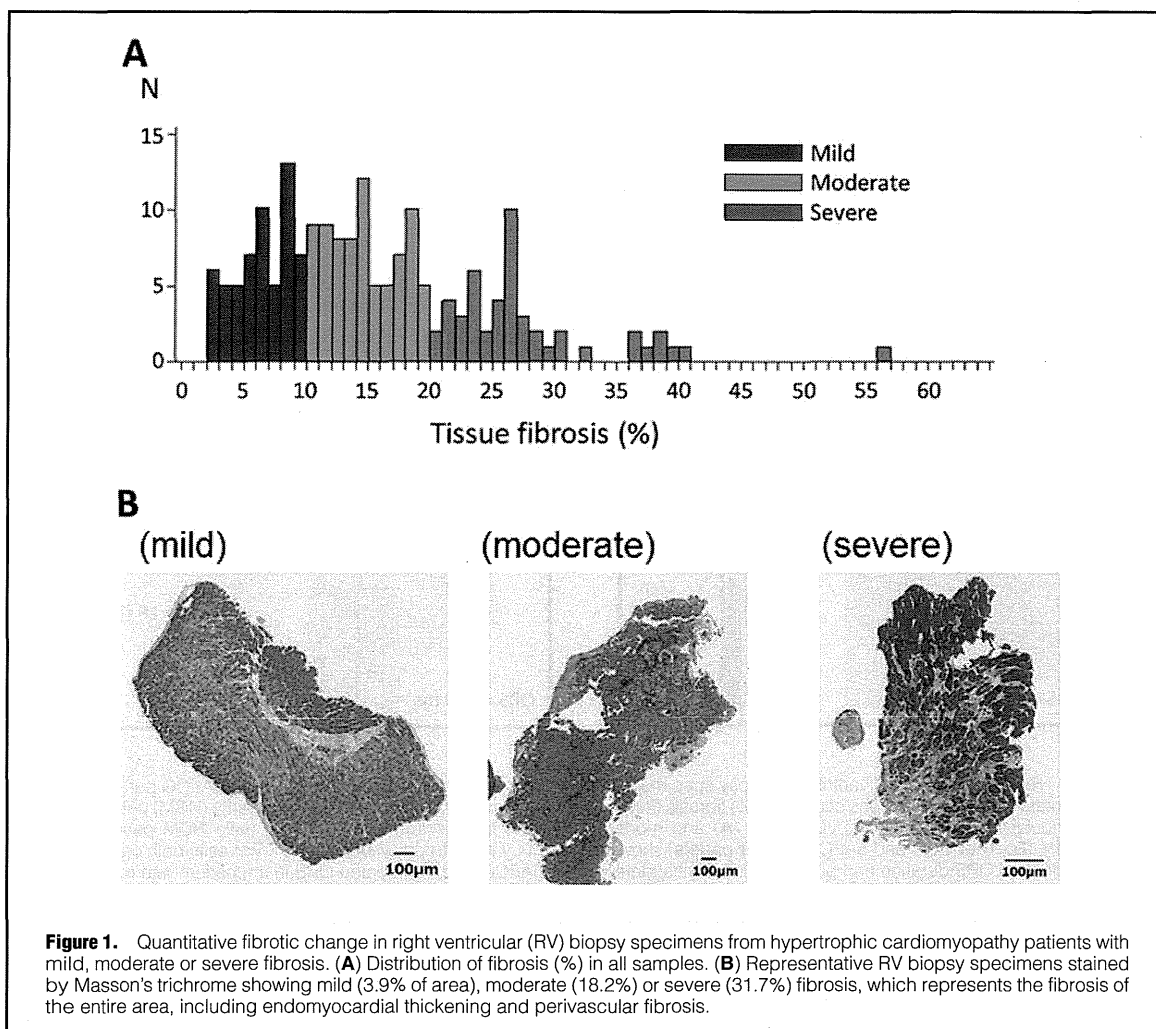 A
N
15
10
5
0
Mild
Moderate
Severe
0 5 10 15 20 25 30 35 40 45 50 55 60
Tissue fibrosis (%)
B
(mild) (moderate) (severe)
100μm 100μm 100μm
Figure 1. Quantitative fibrotic change in right ventricular (RV) biopsy specimens from hypertrophic cardiomyopathy patients with
mild, moderate or severe fibrosis. (A) Distribution of fibrosis (%) in all samples. (B) Representative RV biopsy specimens stained
by Masson's trichrome showing mild (3.9% of area), moderate (18.2%) or severe (31.7%) fibrosis, which represents the fibrosis of
the entire area, including endomyocardial thickening and perivascular fibrosis.